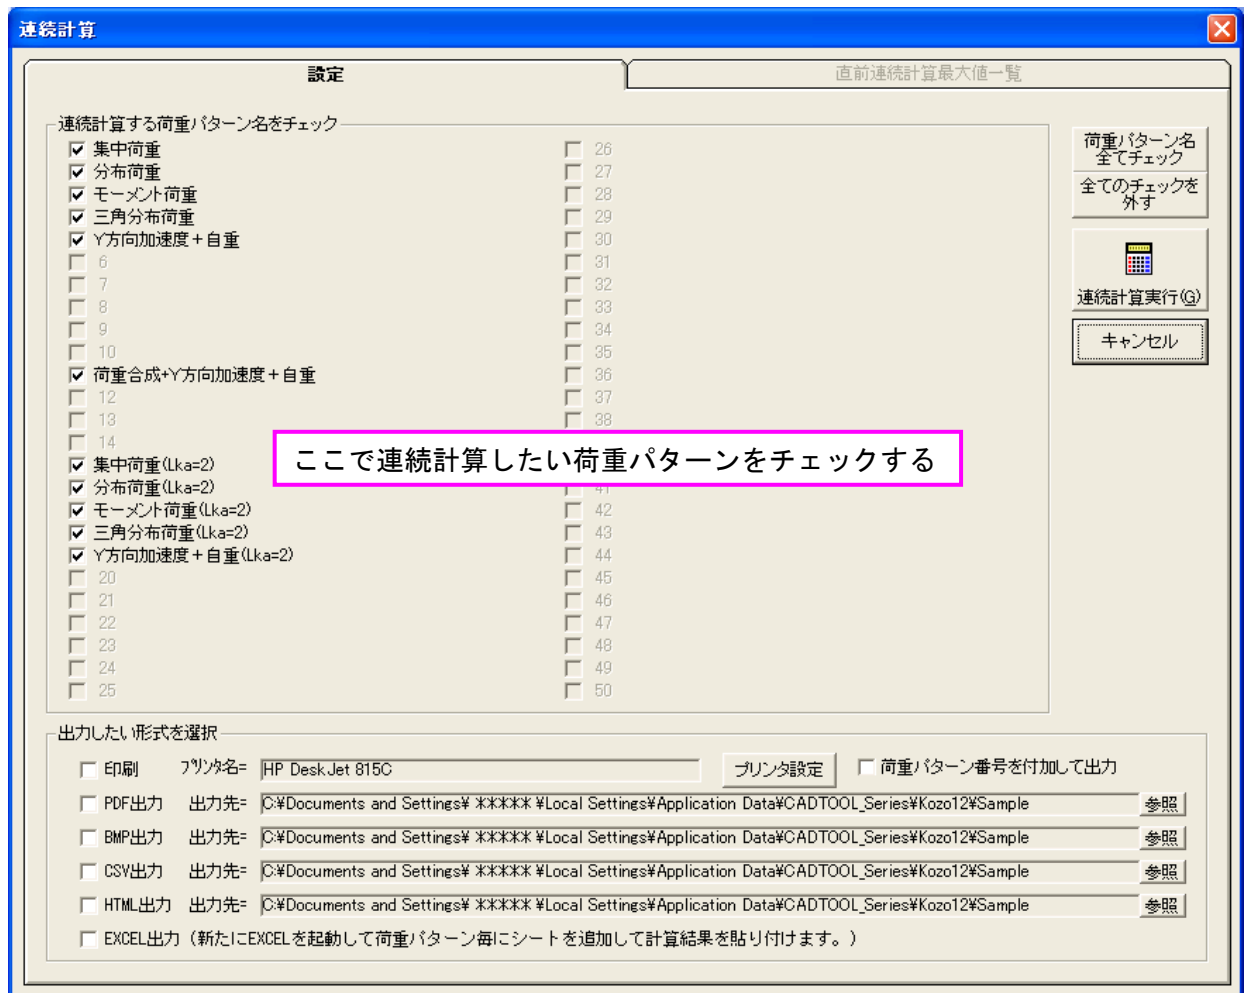 連続計算
設定
直前連続計算最大値一覧
連続計算する荷重パターン名をチェック
集中荷重
分布荷重
モーメント荷重
三角分布荷重
Y方向加速度+自重
6
7
8
9
10
荷重合成+Y方向加速度+自重
12
13
14
集中荷重(Lka=2)
分布荷重(Lka=2)
モーメント荷重(Lka=2)
三角分布荷重(Lka=2)
Y方向加速度+自重(Lka=2)
20
21
22
23
24
25
26
27
28
29
30
31
32
33
34
35
36
37
38
41
42
43
44
45
46
47
48
49
50
ここで連続計算したい荷重パターンをチェックする
荷重パターン名
全てチェック
全てのチェックを
外す
連続計算実行(G)
キャンセル
出力したい形式を選択
印刷 プリンタ名= HP DeskJet 815C プリンタ設定 荷重パターン番号を付加して出力
PDF出力 出力先= C:¥Documents and Settings¥ ***** ¥Local Settings¥Application Data¥CADTOOL_Series¥Kozo12¥Sample 参照
BMP出力 出力先= C:¥Documents and Settings¥ ***** ¥Local Settings¥Application Data¥CADTOOL_Series¥Kozo12¥Sample 参照
CSV出力 出力先= C:¥Documents and Settings¥ ***** ¥Local Settings¥Application Data¥CADTOOL_Series¥Kozo12¥Sample 参照
HTML出力 出力先= C:¥Documents and Settings¥ ***** ¥Local Settings¥Application Data¥CADTOOL_Series¥Kozo12¥Sample 参照
EXCEL出力(新たにEXCELを起動して荷重パターン毎にシートを追加して計算結果を貼り付けます。)